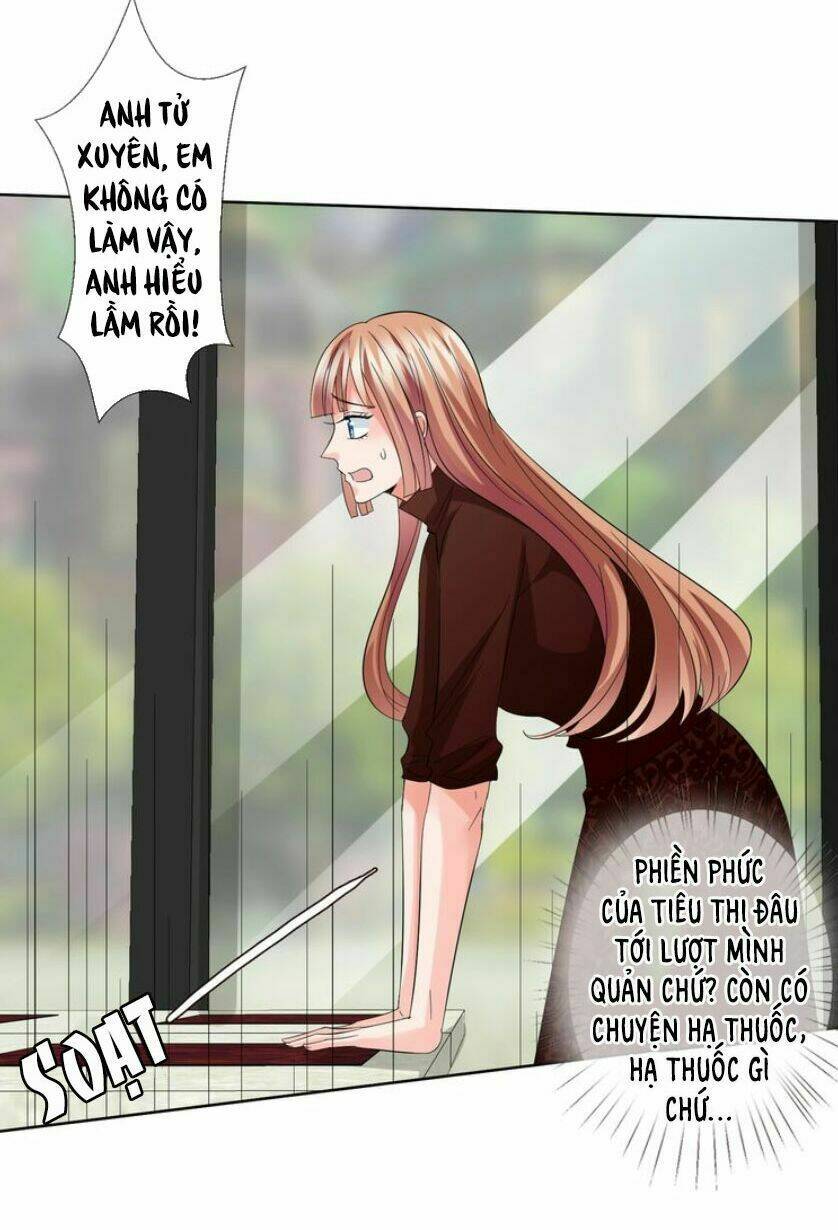 ANH TỬ
XUYÊN, EM
KHÔNG CÓ
LÀM VẬY,
ANH HIỂU
LẦM RỒI!
PHIỀN PHỨC
CỦA TIÊU THI ĐÂU
TỚI LƯỢT MÌNH
QUẢN CHỨ? CÒN CÓ
CHUYỆN HẠ THUỐC,
HẠ THUỐC GÌ
CHỨ...
SOẠT